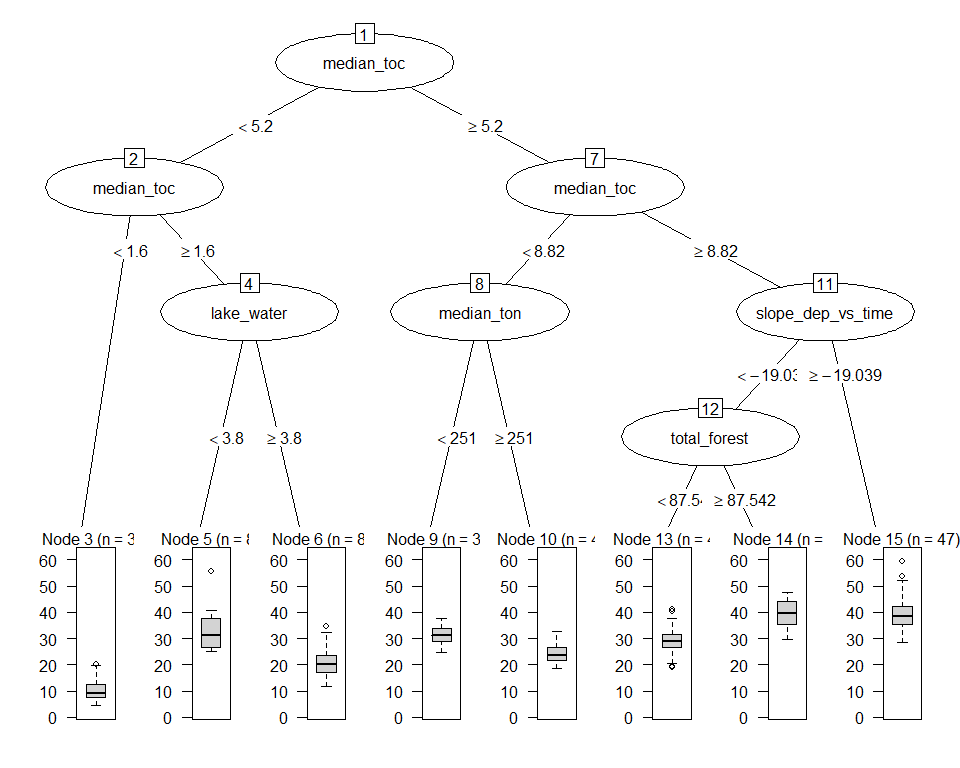 1
median_toc
< 5.2
≥ 5.2
2
median_toc
7
median_toc
< 1.6
≥ 1.6
< 8.82
≥ 8.82
4
lake_water
8
median_ton
11
slope_dep_vs_time
< −19.03
≥ −19.039
12
total_forest
< 3.8
≥ 3.8
< 251
≥ 251
< 87.54
≥ 87.542
Node 3 (n = 3
Node 5 (n = 8
Node 6 (n = 8
Node 9 (n = 3
Node 10 (n = 4
Node 13 (n = 4
Node 14 (n =
Node 15 (n = 47)
60 60 60 60 60 60 60 60
50 50 50 50 50 50 50 50
40 40 40 40 40 40 40 40
30 30 30 30 30 30 30 30
20 20 20 20 20 20 20 20
10 10 10 10 10 10 10 10
0 0 0 0 0 0 0 0